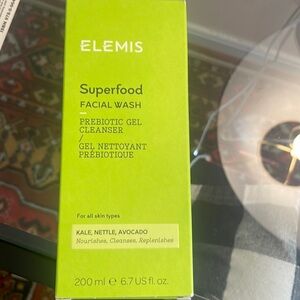 ELEMIS
Superfood
FACIAL WASH
PREBIOTIC GEL
CLEANSER
/
GEL NETTOYANT
PRÉBIOTIQUE
For all skin types
KALE, NETTLE, AVOCADO
Nourishes, Cleanses, Replenishes
200 ml e 6.7 US fl. oz.